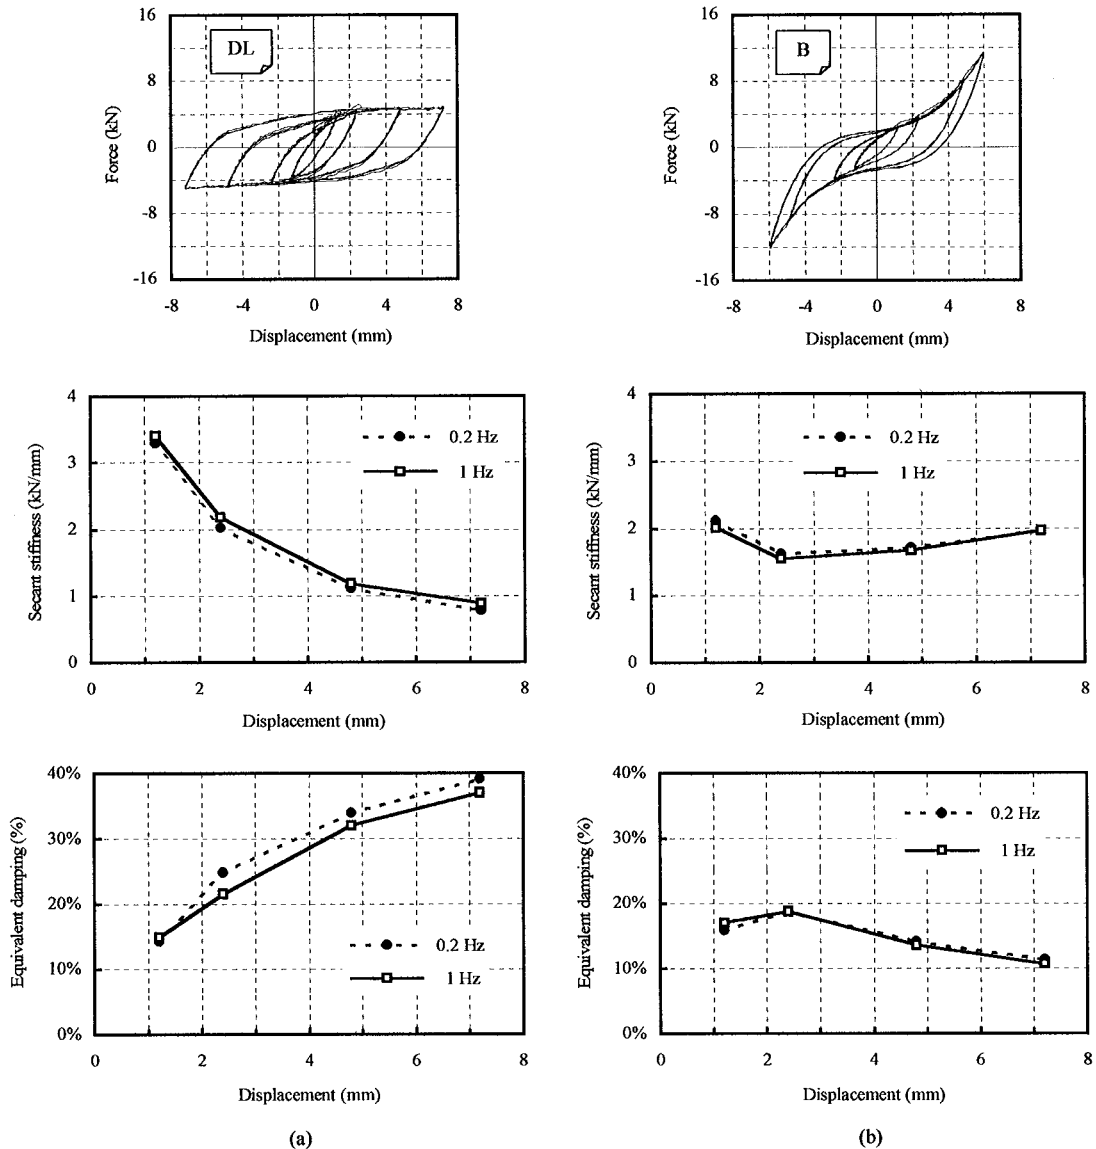 DL
Force (kN)
16
8
0
-8
-16
-8 -4 0 4 8
Displacement (mm)
B
Force (kN)
16
8
0
-8
-16
-8 -4 0 4 8
Displacement (mm)
Secant stiffness (kN/mm)
4
3
2
1
0
0.2 Hz
1 Hz
0 2 4 6 8
Displacement (mm)
Secant stiffness (kN/mm)
4
3
2
1
0
0.2 Hz
1 Hz
0 2 4 6 8
Displacement (mm)
Equivalent damping (%)
40%
30%
20%
10%
0%
0.2 Hz
1 Hz
0 2 4 6 8
Displacement (mm)
Equivalent damping (%)
40%
30%
20%
10%
0%
0.2 Hz
1 Hz
0 2 4 6 8
Displacement (mm)
(a)
(b)